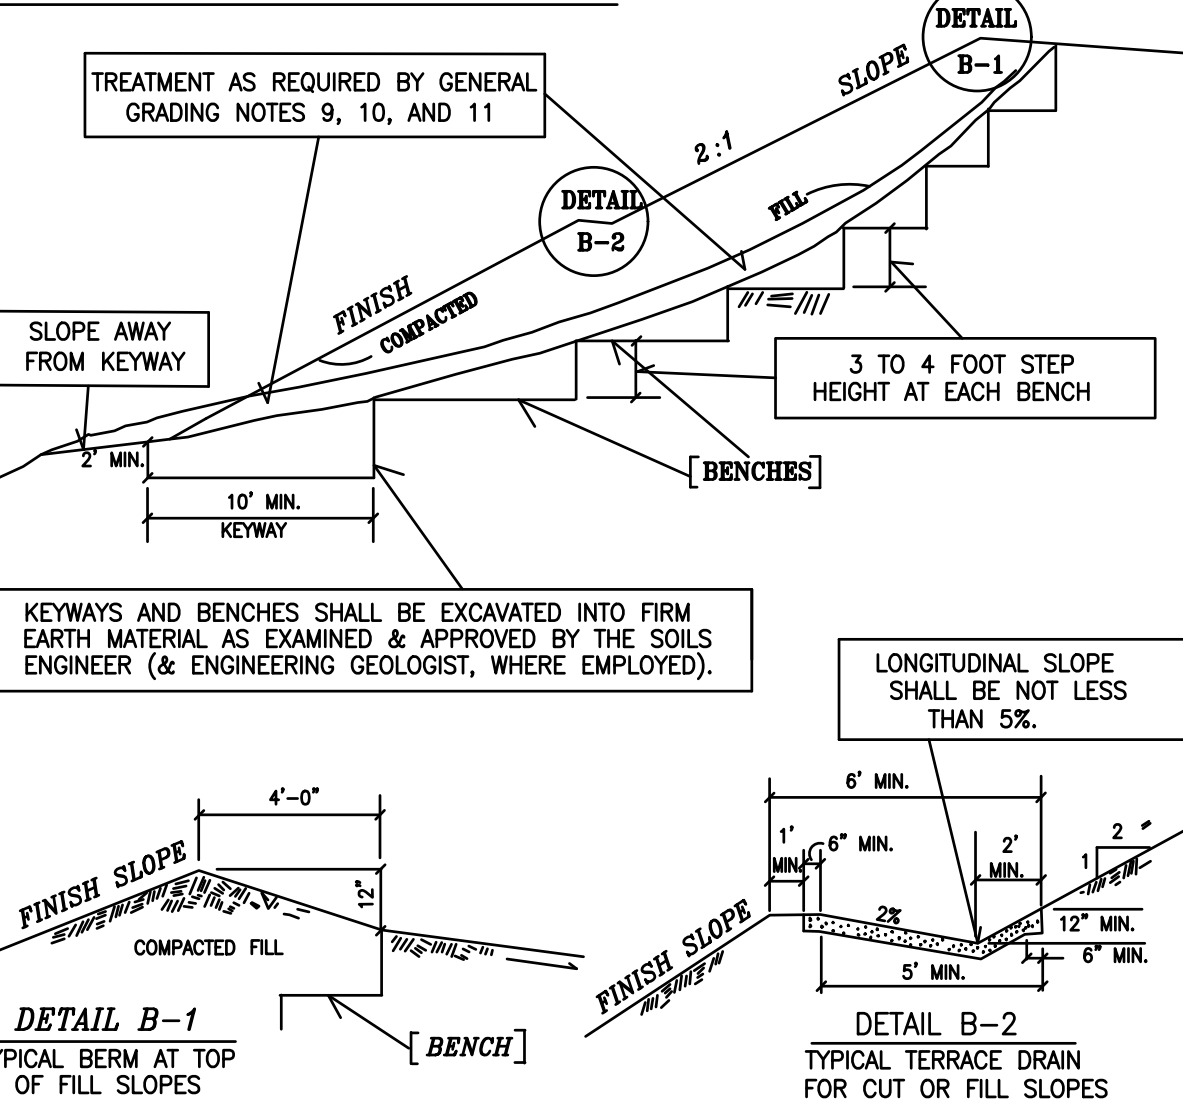 DETAIL
B-1
SLOPE
TREATMENT AS REQUIRED BY GENERAL
GRADING NOTES 9, 10, AND 11
2:1
DETAIL
B-2
FILL
FINISH
COMPACTED
SLOPE AWAY
FROM KEYWAY
3 TO 4 FOOT STEP
HEIGHT AT EACH BENCH
2' MIN.
[BENCHES]
10' MIN.
KEYWAY
KEYWAYS AND BENCHES SHALL BE EXCAVATED INTO FIRM
EARTH MATERIAL AS EXAMINED & APPROVED BY THE SOILS
ENGINEER (& ENGINEERING GEOLOGIST, WHERE EMPLOYED).
LONGITUDINAL SLOPE
SHALL BE NOT LESS
THAN 5%.
4'-0"
FINISH SLOPE
12"
COMPACTED FILL
[BENCH]
DETAIL B-1
YPICAL BERM AT TOP
OF FILL SLOPES
6' MIN.
1'
MIN.
6" MIN.
2'
MIN.
2
1
2%
12" MIN.
6" MIN.
5' MIN.
FINISH SLOPE
DETAIL B-2
TYPICAL TERRACE DRAIN
FOR CUT OR FILL SLOPES